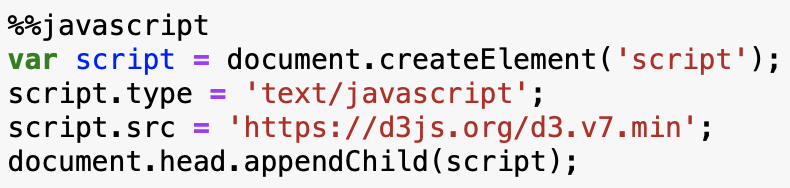 %%javascript
var script = document.createElement('script');
script.type = 'text/javascript';
script.src = 'https://d3js.org/d3.v7.min';
document.head.appendChild(script);